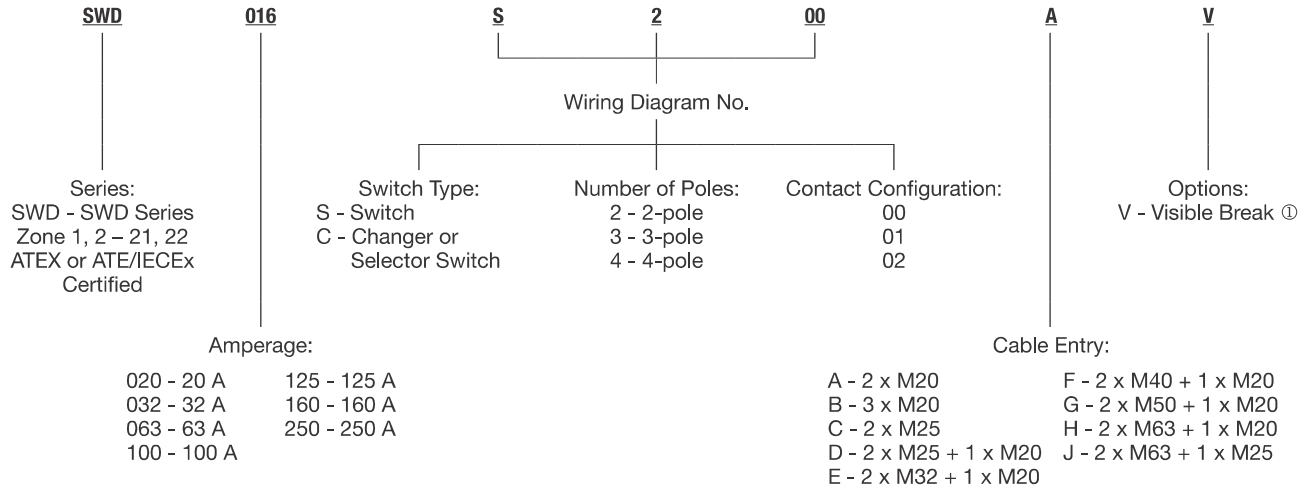 SWD 016 S 2 00 A V
Wiring Diagram No.
Series:
SWD - SWD Series
Zone 1, 2 – 21, 22
ATEX or ATE/IECEx
Certified
Switch Type:
S - Switch
C - Changer or
Selector Switch
Number of Poles:
2 - 2-pole
3 - 3-pole
4 - 4-pole
Contact Configuration:
00
01
02
Options:
V - Visible Break ①
Amperage:
020 - 20 A
032 - 32 A
063 - 63 A
100 - 100 A
125 - 125 A
160 - 160 A
250 - 250 A
Cable Entry:
A - 2 x M20
B - 3 x M20
C - 2 x M25
D - 2 x M25 + 1 x M20
E - 2 x M32 + 1 x M20
F - 2 x M40 + 1 x M20
G - 2 x M50 + 1 x M20
H - 2 x M63 + 1 x M20
J - 2 x M63 + 1 x M25